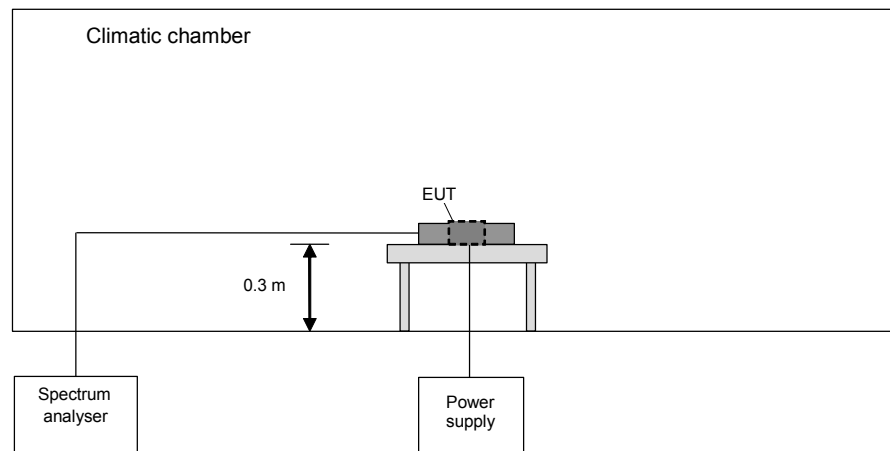 Climatic chamber
EUT
0.3 m
Spectrum
analyser
Power
supply